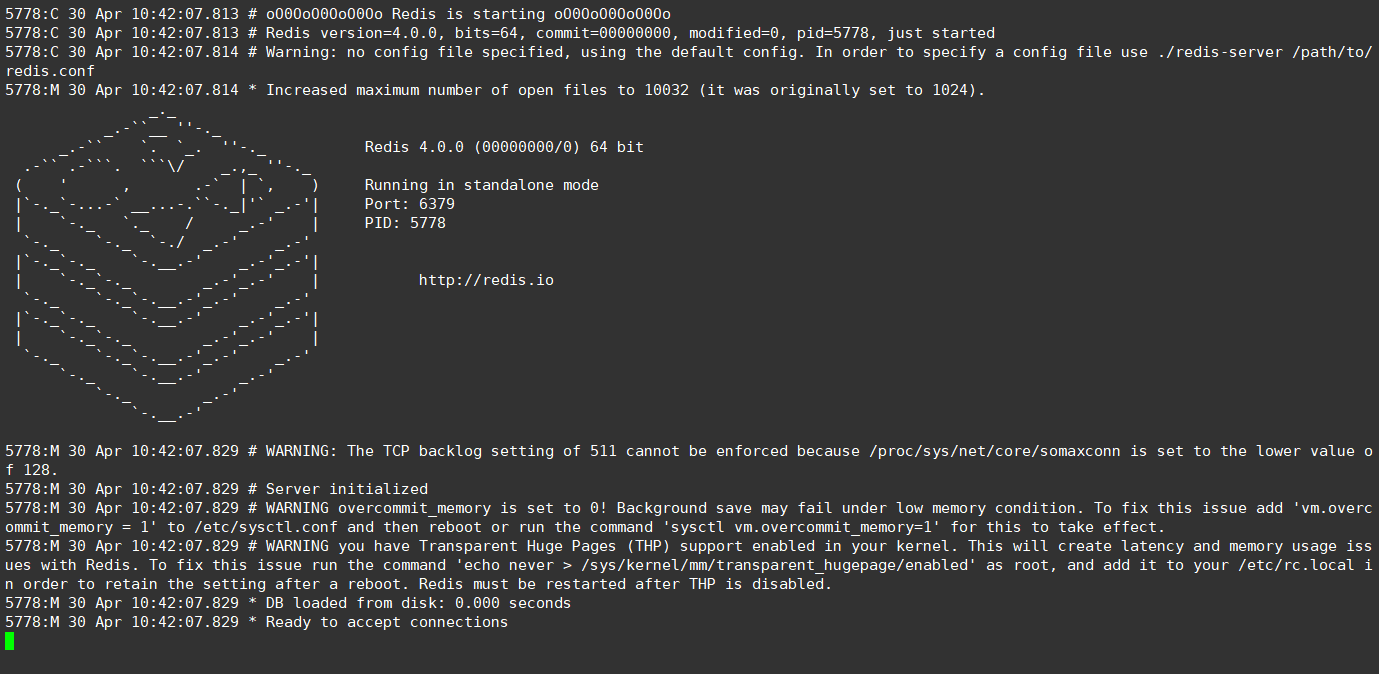 5778:C 30 Apr 10:42:07.813 # oO0OoO0OoO0Oo Redis is starting oO0OoO0OoO0Oo
5778:C 30 Apr 10:42:07.813 # Redis version=4.0.0, bits=64, commit=00000000, modified=0, pid=5778, just started
5778:C 30 Apr 10:42:07.814 # Warning: no config file specified, using the default config. In order to specify a config file use ./redis-server /path/to/
redis.conf
5778:M 30 Apr 10:42:07.814 * Increased maximum number of open files to 10032 (it was originally set to 1024).
Redis 4.0.0 (00000000/0) 64 bit
Running in standalone mode
Port: 6379
PID: 5778
http://redis.io
5778:M 30 Apr 10:42:07.829 # WARNING: The TCP backlog setting of 511 cannot be enforced because /proc/sys/net/core/somaxconn is set to the lower value o
f 128.
5778:M 30 Apr 10:42:07.829 # Server initialized
5778:M 30 Apr 10:42:07.829 # WARNING overcommit_memory is set to 0! Background save may fail under low memory condition. To fix this issue add 'vm.overc
ommit_memory = 1' to /etc/sysctl.conf and then reboot or run the command 'sysctl vm.overcommit_memory=1' for this to take effect.
5778:M 30 Apr 10:42:07.829 # WARNING you have Transparent Huge Pages (THP) support enabled in your kernel. This will create latency and memory usage iss
ues with Redis. To fix this issue run the command 'echo never > /sys/kernel/mm/transparent_hugepage/enabled' as root, and add it to your /etc/rc.local i
n order to retain the setting after a reboot. Redis must be restarted after THP is disabled.
5778:M 30 Apr 10:42:07.829 * DB loaded from disk: 0.000 seconds
5778:M 30 Apr 10:42:07.829 * Ready to accept connections